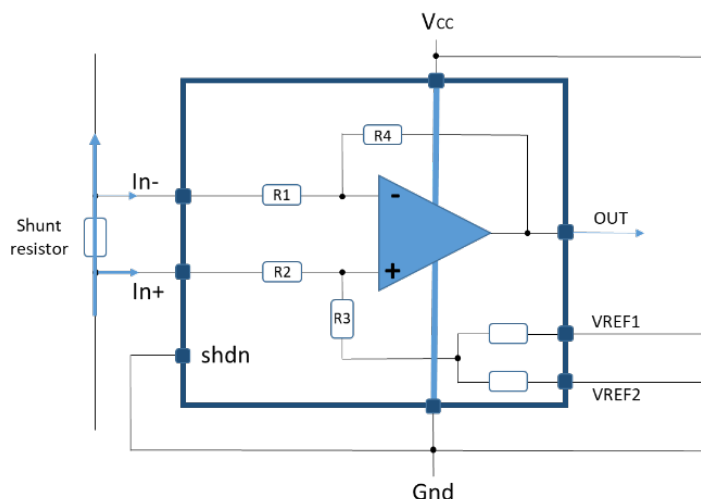 Vcc
R4
In-
R1
-
Shunt
resistor
OUT
R2
+
In+
R3
VREF1
shdn
VREF2
Gnd